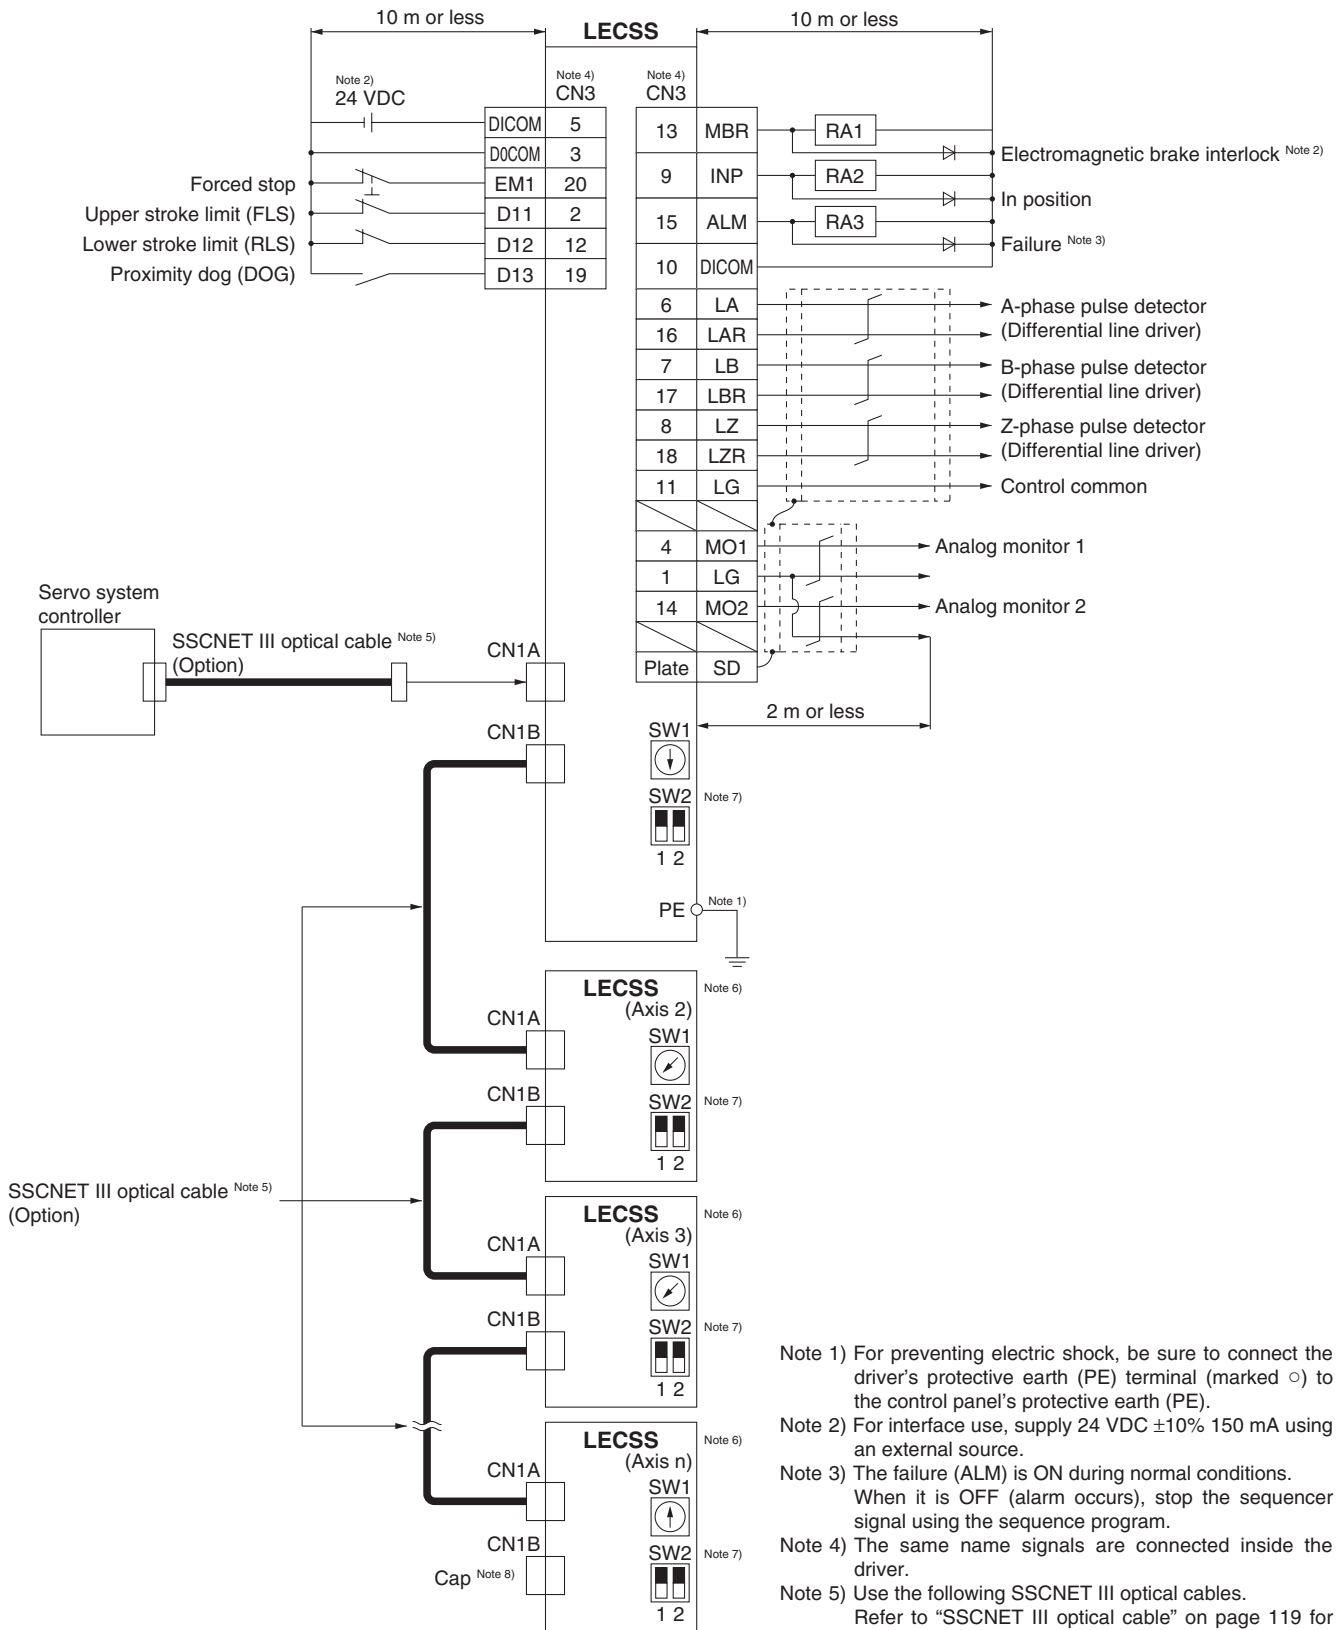 10 m or less
LECSS
10 m or less
Note 2)
24 VDC
Note 4)
CN3
Note 4)
CN3
DICOM 5
D0COM 3
Forced stop EM1 20
Upper stroke limit (FLS) D11 2
Lower stroke limit (RLS) D12 12
Proximity dog (DOG) D13 19
13 MBR RA1
Electromagnetic brake interlock Note 2)
9 INP RA2
In position
15 ALM RA3
Failure Note 3)
10 DICOM
6 LA A-phase pulse detector
16 LAR (Differential line driver)
7 LB B-phase pulse detector
17 LBR (Differential line driver)
8 LZ Z-phase pulse detector
18 LZR (Differential line driver)
11 LG Control common
4 MO1 Analog monitor 1
1 LG
14 MO2 Analog monitor 2
Plate SD
2 m or less
Servo system
controller
SSCNET III optical cable Note 5)
(Option)
CN1A
CN1B
SW1
SW2 Note 7)
1 2
PE Note 1)
LECSS Note 6)
(Axis 2)
CN1A
SW1
CN1B
SW2 Note 7)
1 2
SSCNET III optical cable Note 5)
(Option)
LECSS Note 6)
(Axis 3)
CN1A
SW1
CN1B
SW2 Note 7)
1 2
LECSS Note 6)
(Axis n)
CN1A
SW1
CN1B
Cap Note 8)
SW2 Note 7)
1 2
Note 1) For preventing electric shock, be sure to connect the
driver's protective earth (PE) terminal (marked ○) to
the control panel's protective earth (PE).
Note 2) For interface use, supply 24 VDC ±10% 150 mA using
an external source.
Note 3) The failure (ALM) is ON during normal conditions.
When it is OFF (alarm occurs), stop the sequencer
signal using the sequence program.
Note 4) The same name signals are connected inside the
driver.
Note 5) Use the following SSCNET III optical cables.
Refer to “SSCNET III optical cable” on page 119 for